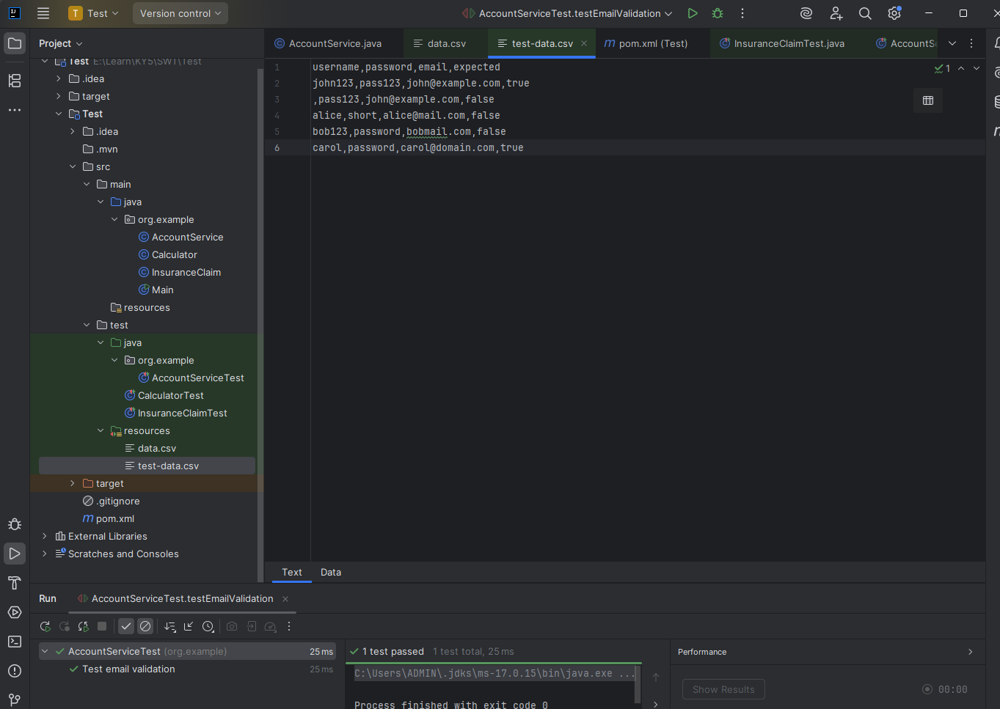 T Test
Version control
AccountServiceTest.testEmailValidation
Project
AccountService.java
data.csv
test-data.csv
pom.xml (Test)
InsuranceClaimTest.java
AccountSe
Test E:\Learn\KY5\SWT\Test
.idea
target
Test
.idea
.mvn
src
main
java
org.example
AccountService
Calculator
InsuranceClaim
Main
resources
test
java
org.example
AccountServiceTest
CalculatorTest
InsuranceClaimTest
resources
data.csv
test-data.csv
target
.gitignore
pom.xml
External Libraries
Scratches and Consoles
1 username,password,email,expected
2 john123,pass123,john@example.com,true
3 ,pass123,john@example.com,false
4 alice,short,alice@mail.com,false
5 bob123,password,bobmail.com,false
6 carol,password,carol@domain.com,true
1
Text Data
Run AccountServiceTest.testEmailValidation
AccountServiceTest (org.example) 25 ms
Test email validation 25 ms
1 test passed 1 test total, 25 ms
C:\Users\ADMIN\.jdks\ms-17.0.15\bin\java.exe ...
Process finished with exit code 0
Performance
Show Results
00:00